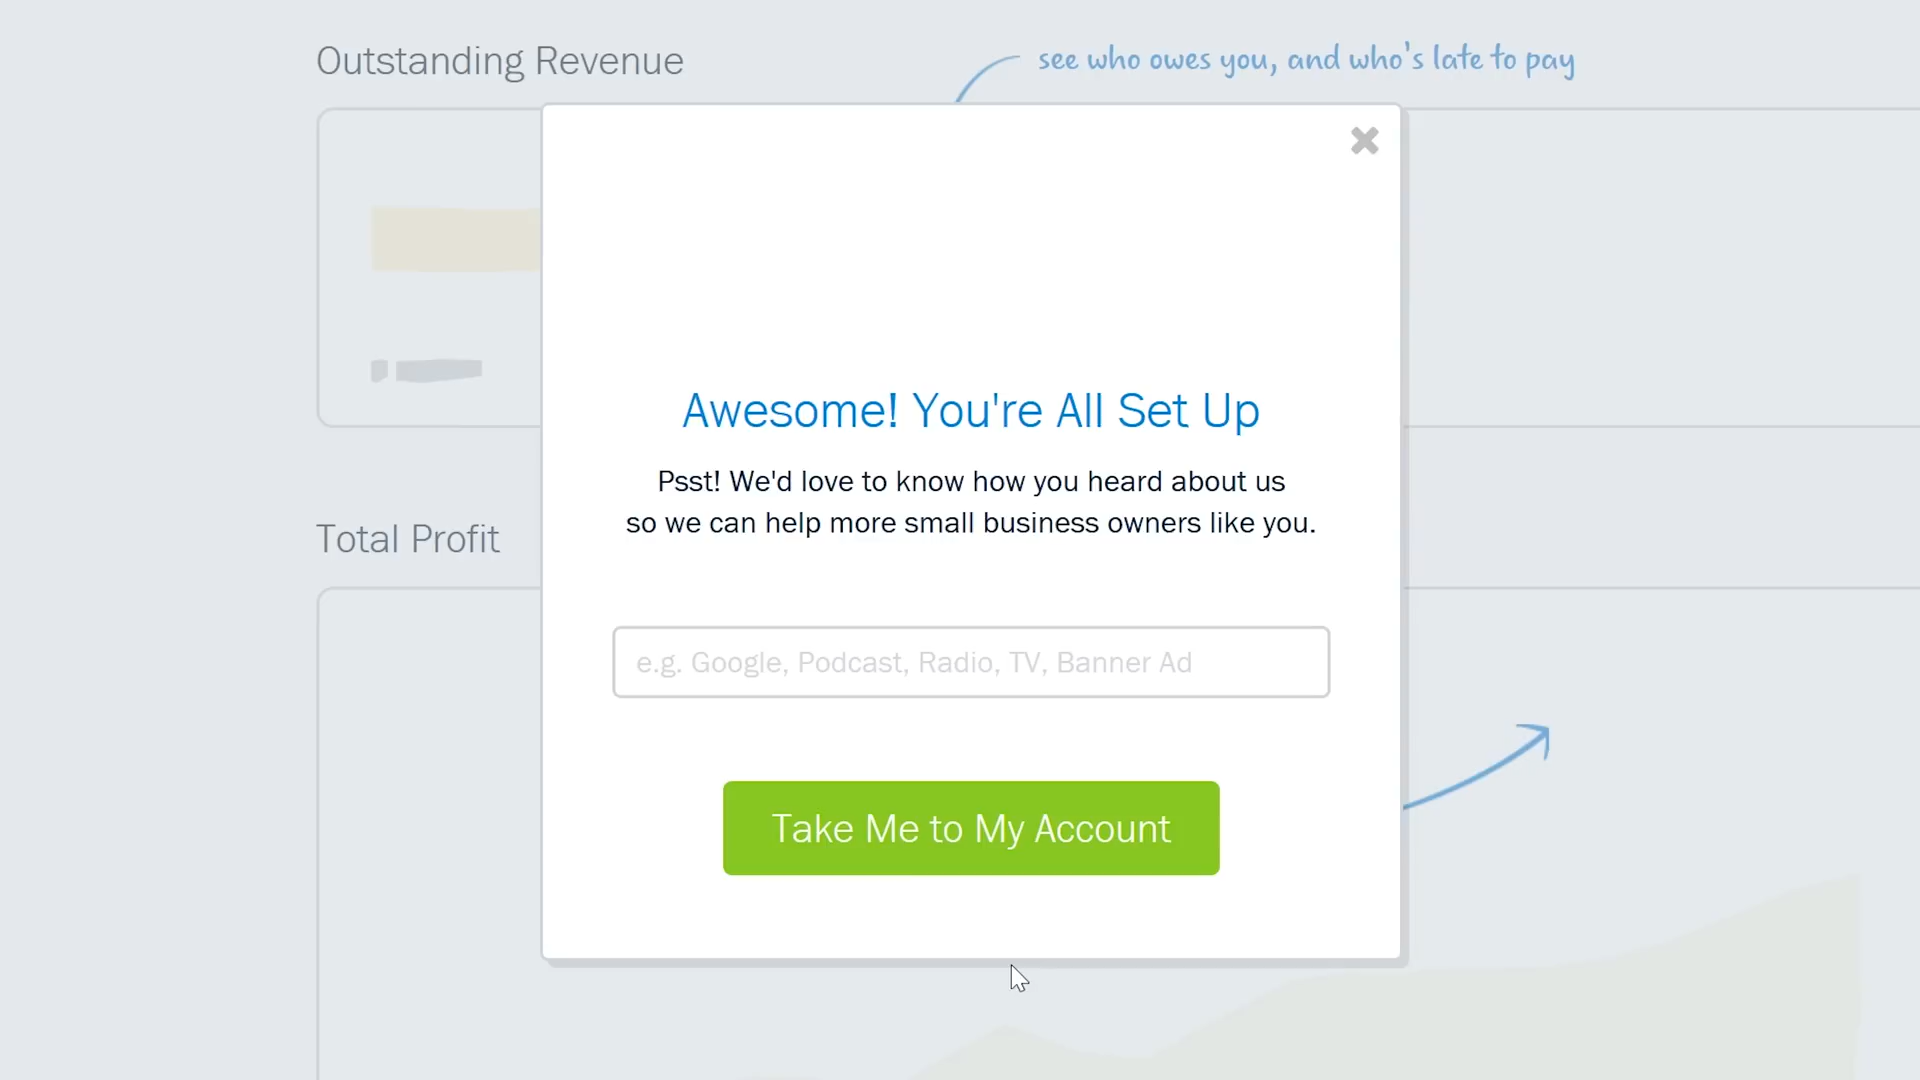 Outstanding Revenue
see who owes you, and who's late to pay
Awesome! You're All Set Up
Psst! We'd love to know how you heard about us
so we can help more small business owners like you.
Total Profit
e.g. Google, Podcast, Radio, TV, Banner Ad
Take Me to My Account